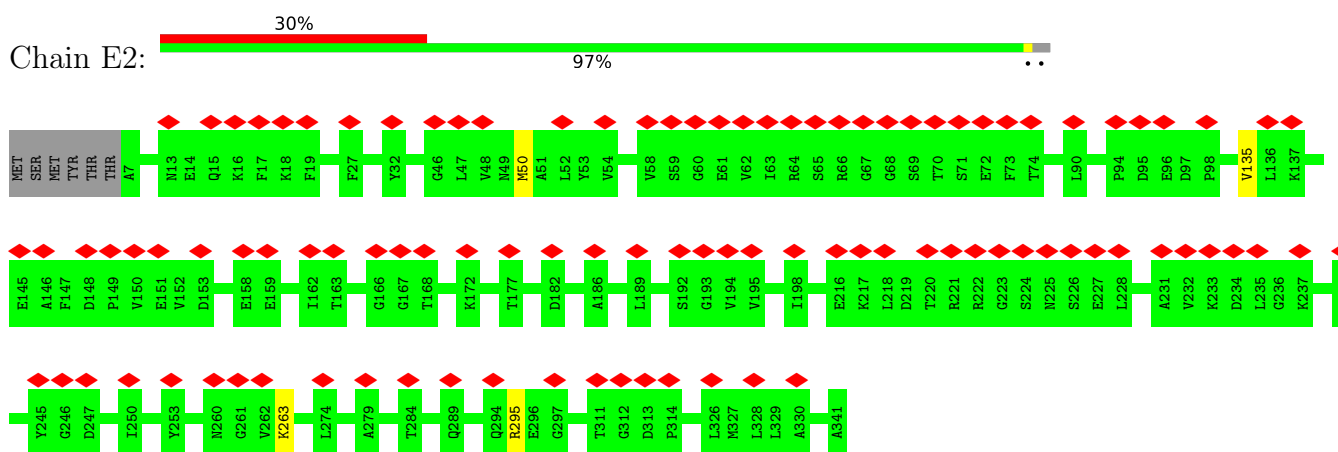 30%
Chain E2:
97%
• •
MET SER MET TYR THR THR A7 N13 E14 Q15 K16 F17 K18 F19 F27 Y32 G46 L47 V48 N49 M50 A51 L52 Y53 V54 V58 S59 G60 E61 V62 I63 R64 S65 R66 G67 G68 S69 T70 S71 E72 F73 T74 L90 P94 D95 E96 D97 P98 V135 L136 K137
E145 A146 F147 D148 P149 V150 E151 V152 D153 E158 E159 I162 T163 G166 G167 T168 K172 T177 D182 A186 L189 S192 G193 V194 V195 I198 E216 K217 L218 D219 T220 R221 R222 G223 S224 N225 S226 E227 L228 A231 V232 K233 D234 L235 G236 K237
Y245 G246 D247 I250 Y253 N260 G261 V262 K263 L274 A279 T284 Q289 Q294 R295 E296 G297 T311 G312 D313 P314 L326 M327 L328 L329 A330 A341